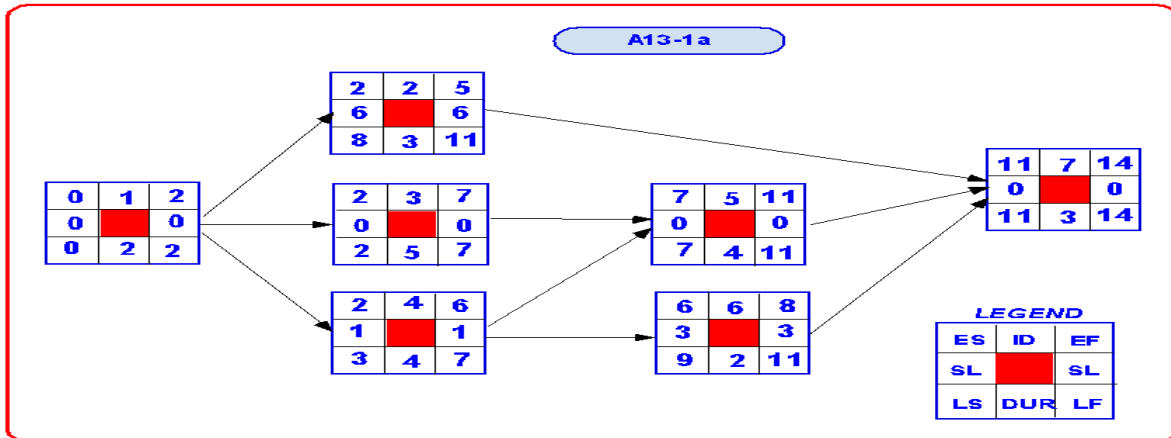 A13-1a
2 2 5
6 6
8 3 11
0 1 2
0 0
0 2 2
2 3 7
0 0
2 5 7
7 5 11
0 0
7 4 11
11 7 14
0 0
11 3 14
2 4 6
1 1
3 4 7
6 6 8
3 3
9 2 11
LEGEND
ES ID EF
SL SL
LS DUR LF